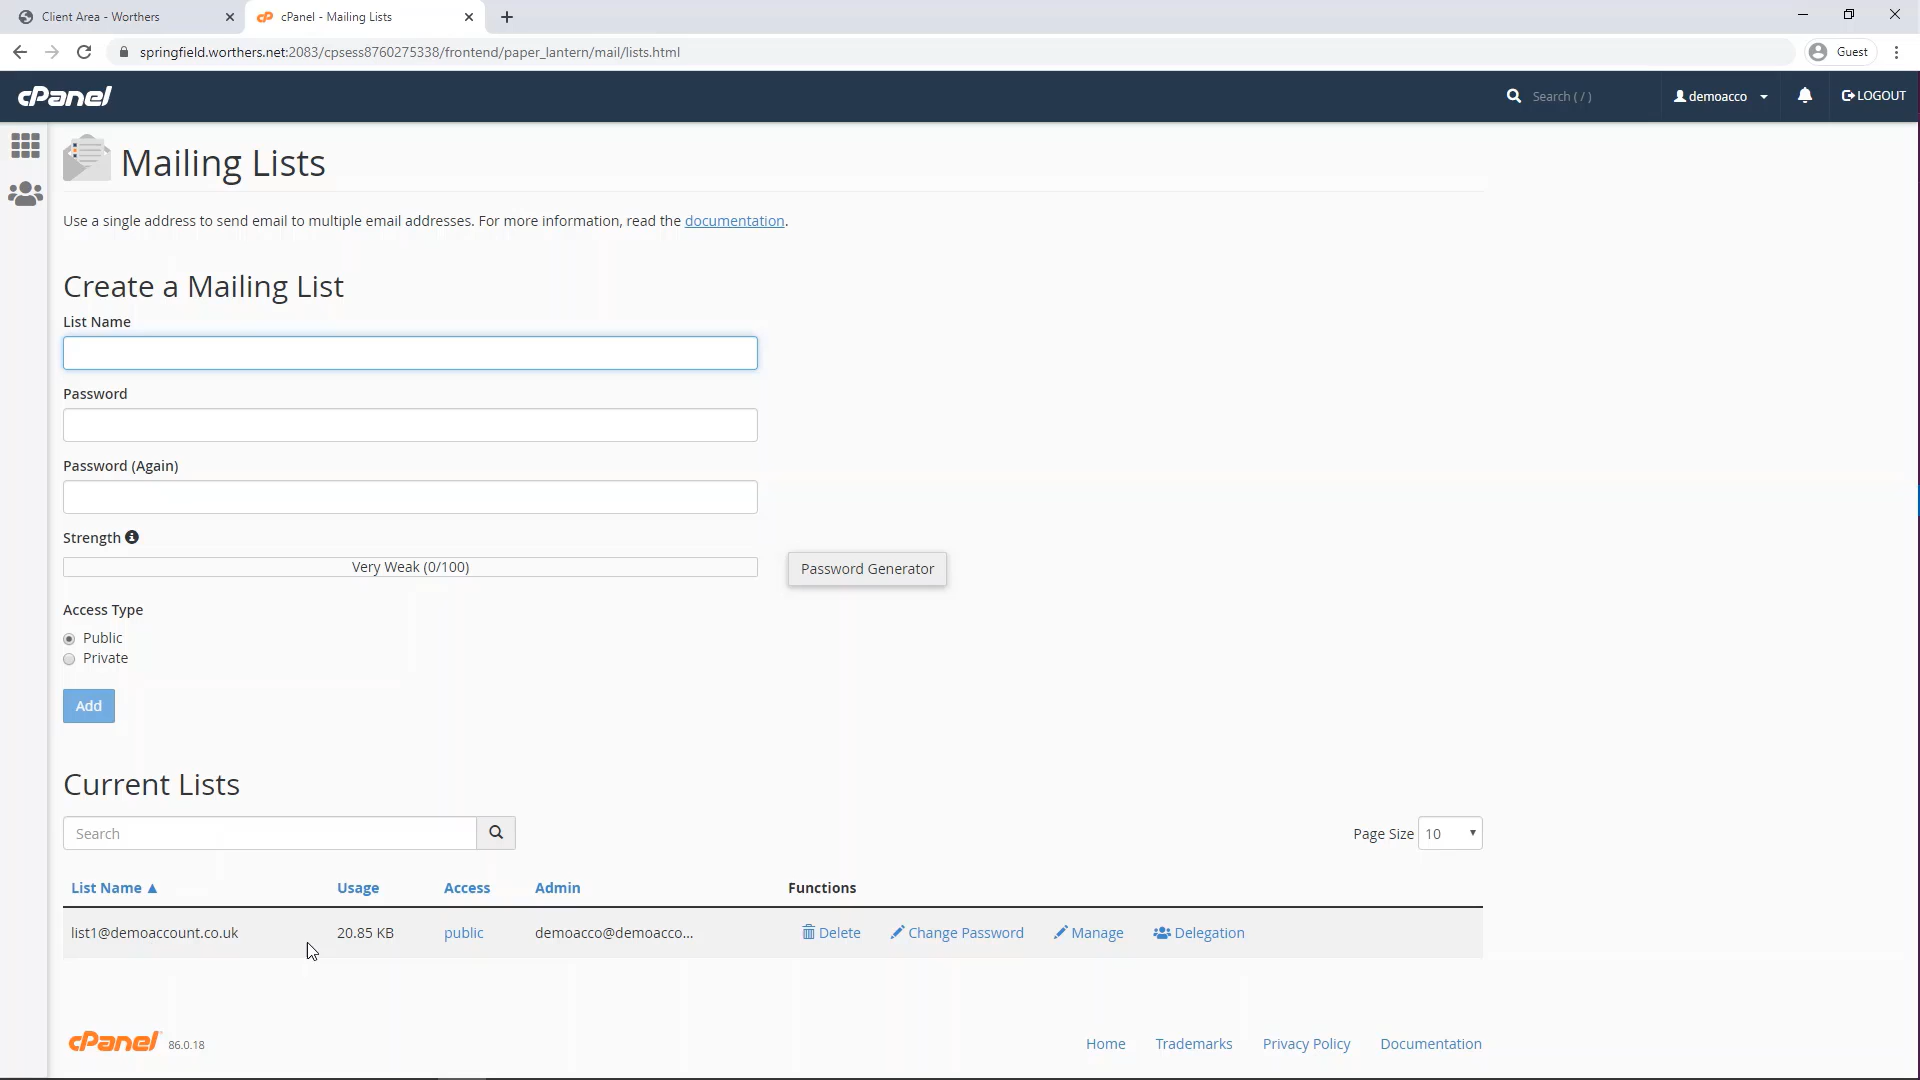 Client Area - Worthers
cPanel - Mailing Lists
springfield.worthers.net:2083/cpsess8760275338/frontend/paper_lantern/mail/lists.html
Guest
cPanel
Search ( / )
demoacco
LOGOUT
Mailing Lists
Use a single address to send email to multiple email addresses. For more information, read the documentation.
Create a Mailing List
List Name
Password
Password (Again)
Strength
Very Weak (0/100)
Password Generator
Access Type
Public
Private
Add
Current Lists
Search
Page Size 10
List Name ▲ Usage Access Admin Functions
list1@demoaccount.co.uk 20.85 KB public demoacco@demoacco... Delete Change Password Manage Delegation
cPanel 86.0.18
Home Trademarks Privacy Policy Documentation